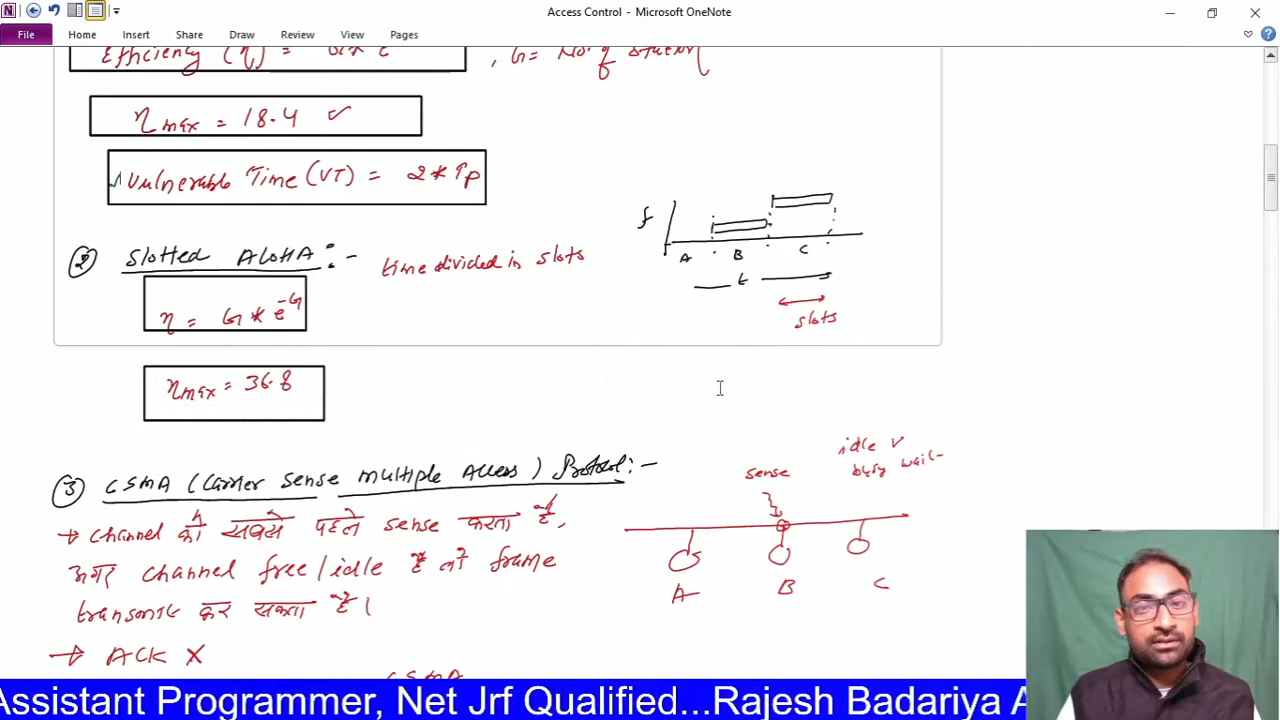 Access Control - Microsoft OneNote
File Home Insert Share Draw Review View Pages
Efficiency (η) = , G = No. of
η max = 18.4 ✓
Vulnerable Time (VT) = 2 * Tp
f
A B C
t
slots
② Slotted ALOHA :- time divided in slots
η = G * e^-G
η max = 36.8
③ CSMA (Carrier Sense Multiple Access) Protocol :-
sense
idle ✓
busy wait-
→ channel को सबसे पहले sense करता है,
अगर channel free/idle है तो frame
transmit कर सकता है।
A B C
→ ACK X
CSMA
Assistant Programmer, Net Jrf Qualified...Rajesh Badariya A